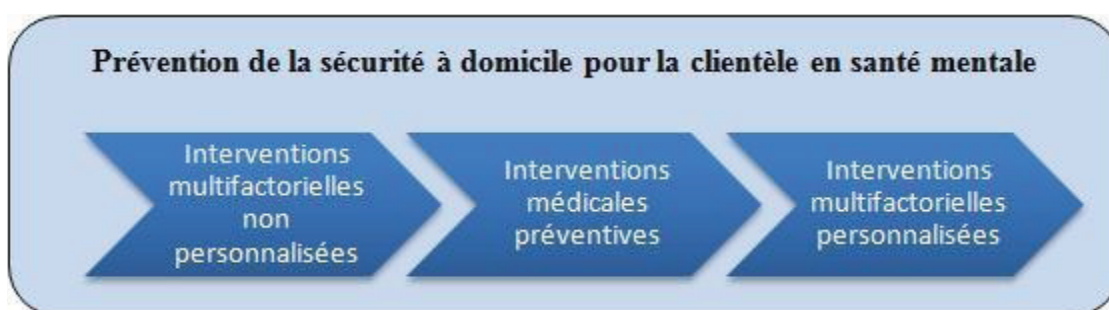 Prévention de la sécurité à domicile pour la clientèle en santé mentale
Interventions
multifactorielles
non
personnalisées
Interventions
médicales
préventives
Interventions
multifactorielles
personnalisées